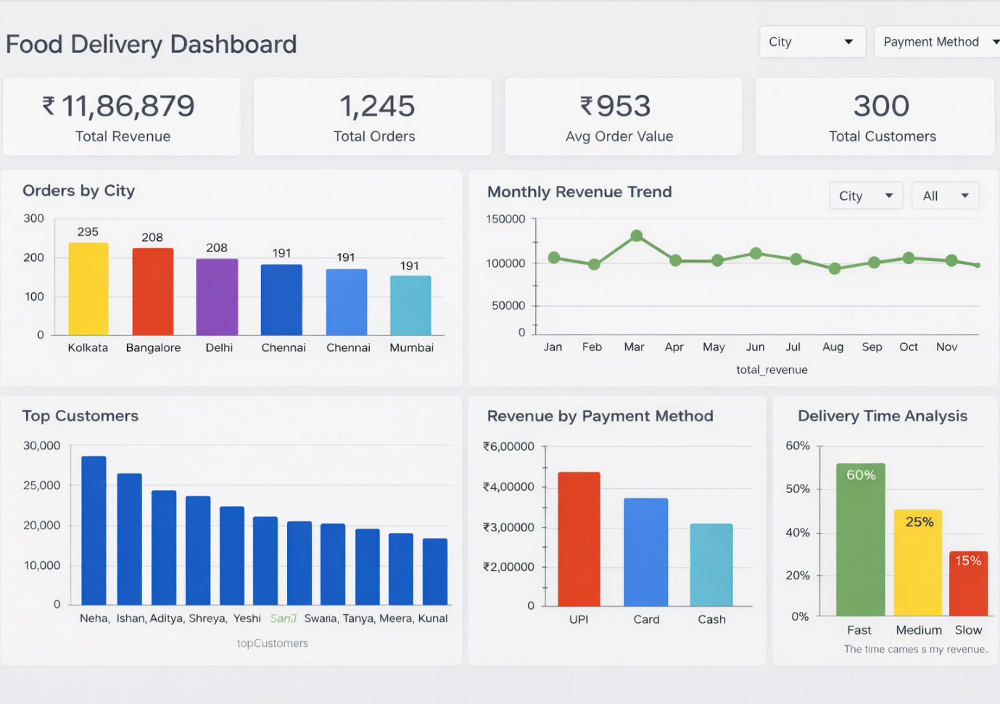 Food Delivery Dashboard
City
Payment Method
₹ 11,86,879
Total Revenue
1,245
Total Orders
₹953
Avg Order Value
300
Total Customers
Orders by City
300
200
100
0
295
208
208
191
191
191
Kolkata Bangalore Delhi Chennai Chennai Mumbai
Monthly Revenue Trend
City
All
150000
100000
50000
0
Jan Feb Mar Apr May Jun Jul Aug Sep Oct Nov
total_revenue
Top Customers
30,000
25,000
20,000
10,000
0
Neha, Ishan, Aditya, Shreya, Yeshi Tanya, Meera, Kunal
topCustomers
Revenue by Payment Method
₹6,00000
₹4,00000
₹3,00000
₹2,00000
0
UPI Card Cash
Delivery Time Analysis
60%
50%
40%
20%
0%
60%
25%
15%
Fast Medium Slow
The time cames s my revenue.